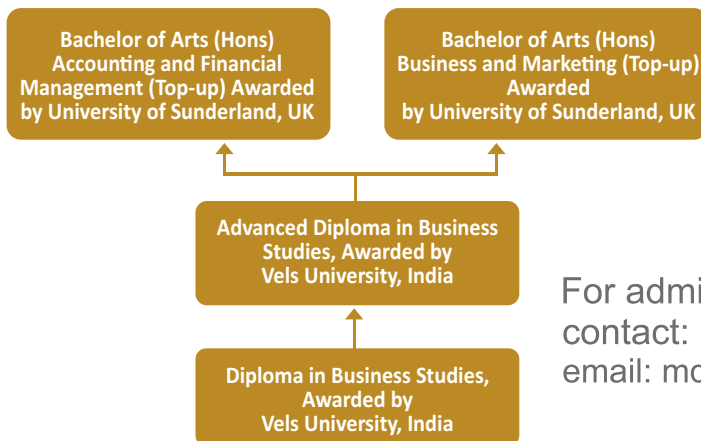 Bachelor of Arts (Hons)
Accounting and Financial
Management (Top-up) Awarded
by University of Sunderland, UK
Bachelor of Arts (Hons)
Business and Marketing (Top-up)
Awarded
by University of Sunderland, UK
Advanced Diploma in Business
Studies, Awarded by
Vels University, India
For
contact:
email:
Diploma in Business Studies,
Awarded by
Vels University, India